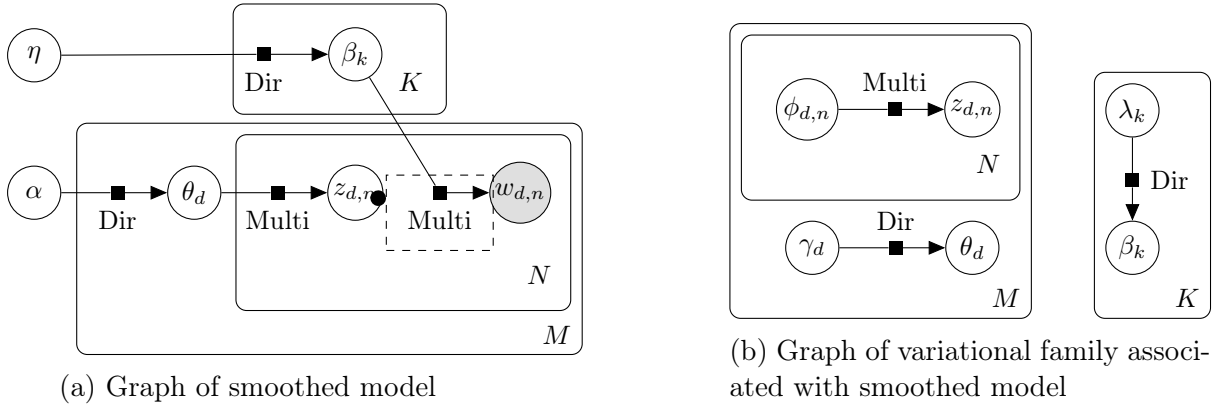 η
Dir
β_k
K
α
Dir
θ_d
Multi
z_{d,n}
Multi
w_{d,n}
N
M
(a) Graph of smoothed model
ϕ_{d,n}
Multi
z_{d,n}
N
γ_d
Dir
θ_d
M
λ_k
Dir
β_k
K
(b) Graph of variational family associ-
ated with smoothed model